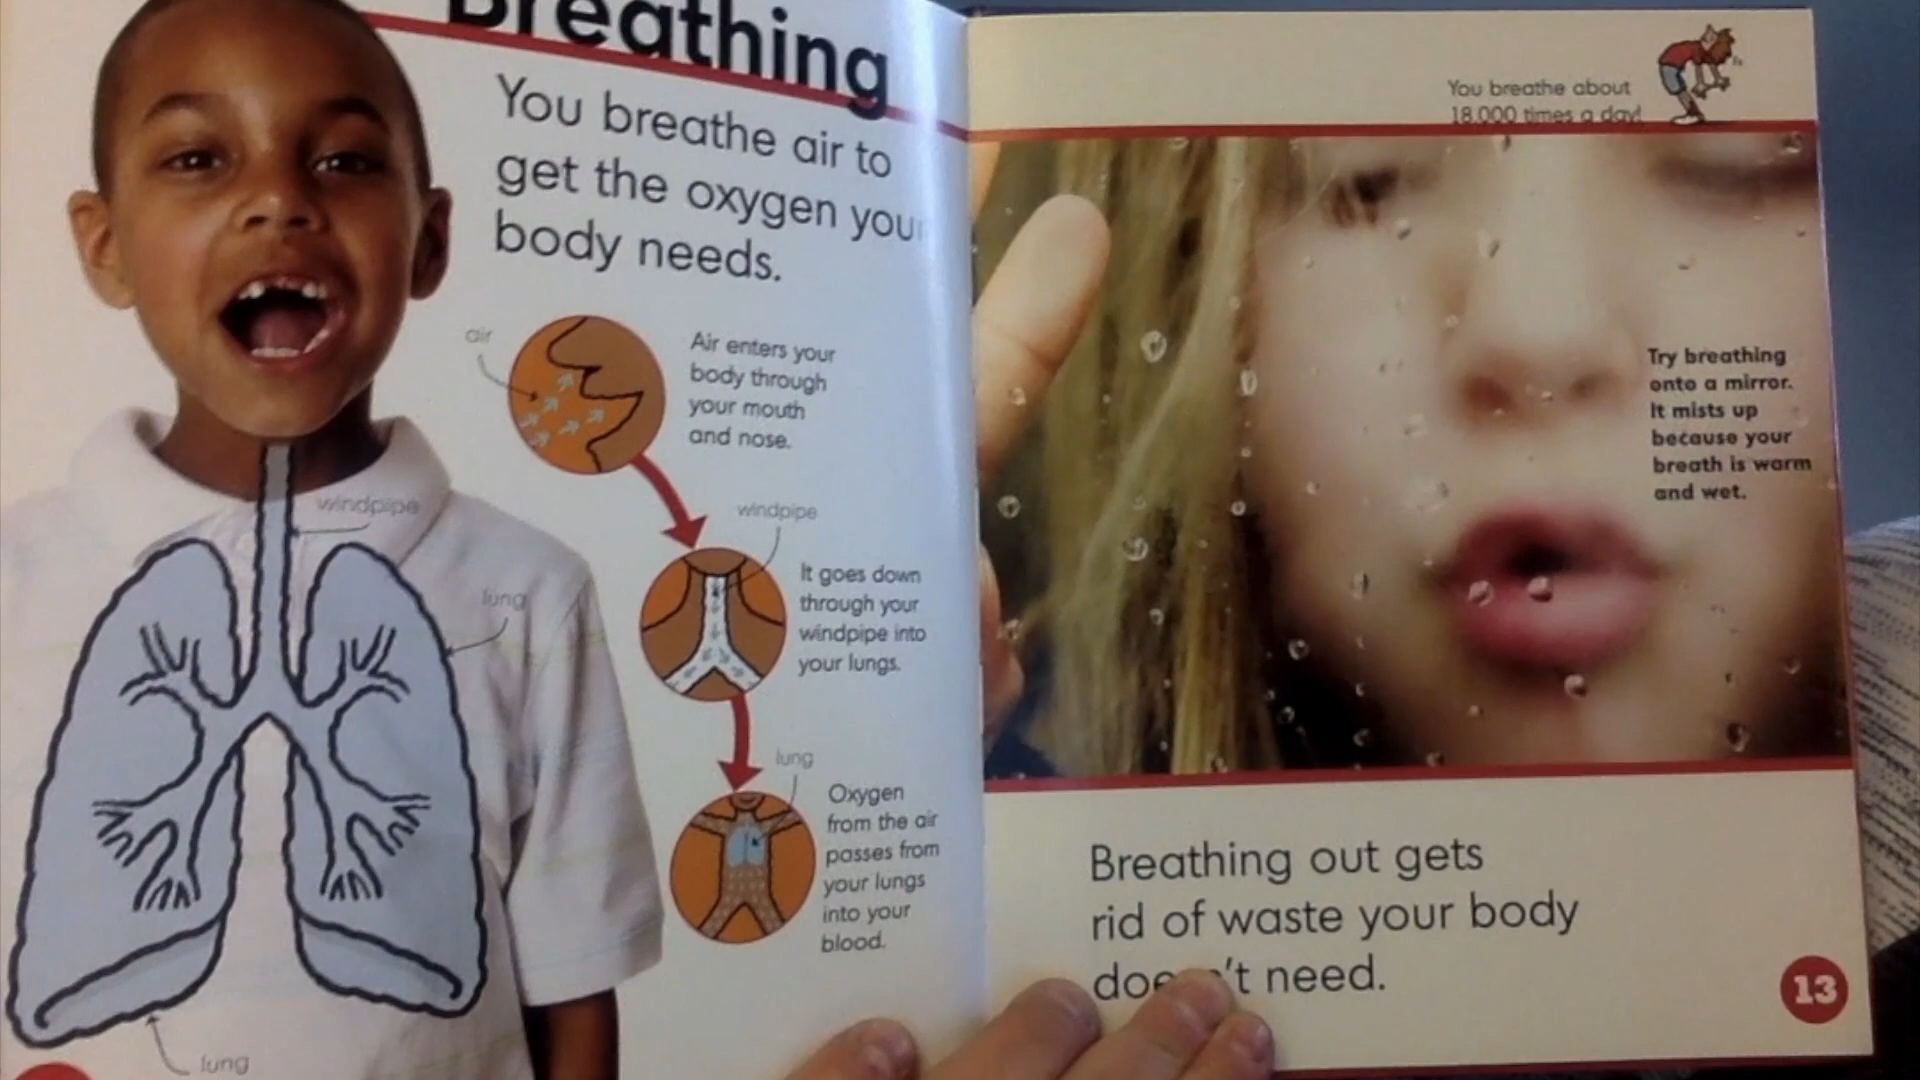 Breathing
You breathe air to
get the oxygen your
body needs.
air
Air enters your
body through
your mouth
and nose.
windpipe
windpipe
It goes down
through your
windpipe into
your lungs.
lung
lung
Oxygen
from the air
passes from
your lungs
into your
blood.
lung
You breathe about
18,000 times a day!
Try breathing
onto a mirror.
It mists up
because your
breath is warm
and wet.
Breathing out gets
rid of waste your body
doesn't need.
13